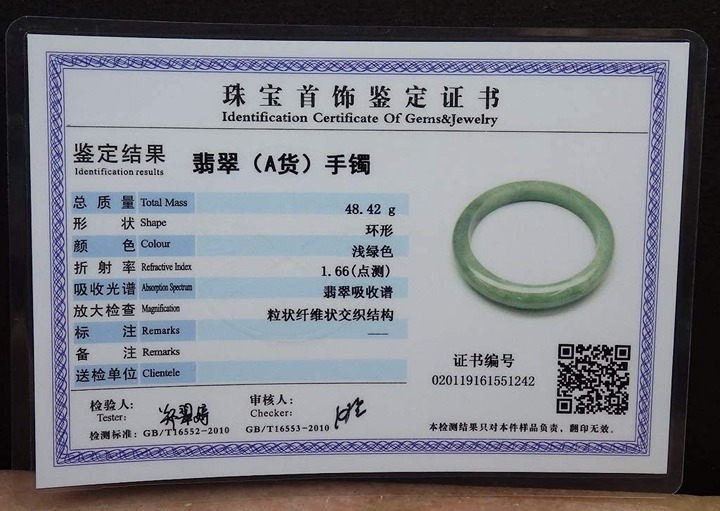 珠宝首饰鉴定证书
Identification Certificate Of Gems&Jewelry
鉴定结果 翡翠（A货）手镯
Identification results
总质量 Total Mass 48.42 g
形状 Shape 环形
颜色 Colour 浅绿色
折射率 Refractive Index 1.66(点测)
吸收光谱 Absorption Spectrum 翡翠吸收谱
放大检查 Magnification 粒状纤维状交织结构
标注 Remarks ——
备注 Remarks
送检单位 Clientele
证书编号
020119161551242
检验人:
Tester:
审核人:
Checker:
检测标准: GB/T16552-2010 GB/T16553-2010
本检测结果只对本件样品负责，翻印无效。